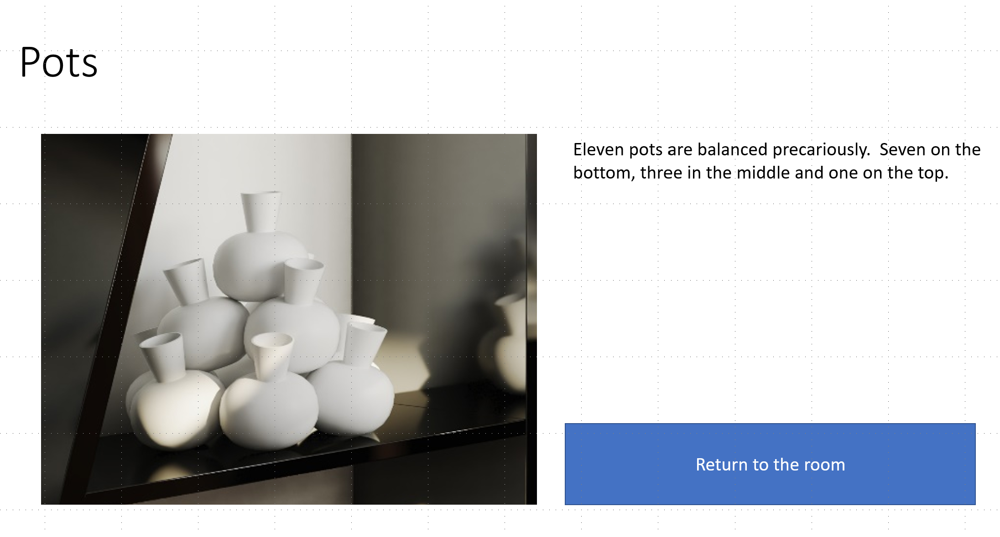 Pots
Eleven pots are balanced precariously.  Seven on the
bottom, three in the middle and one on the top.
Return to the room